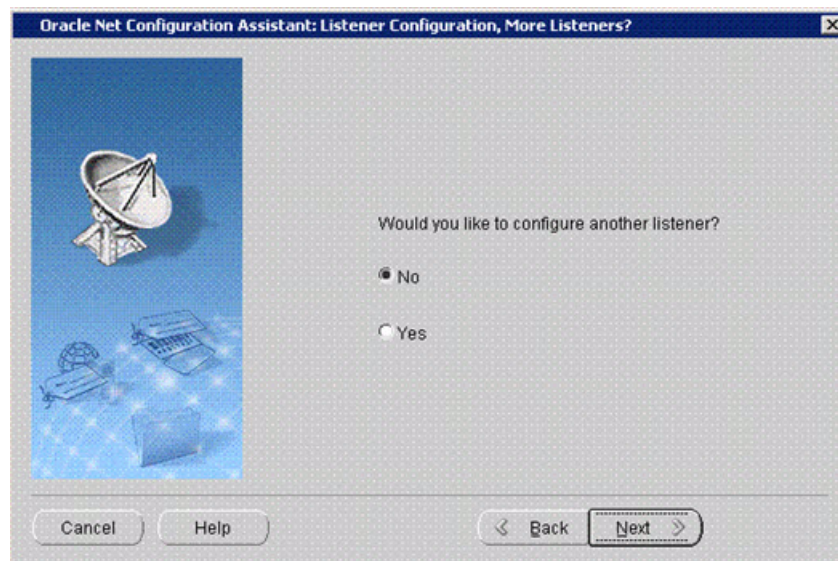 Oracle Net Configuration Assistant: Listener Configuration, More Listeners?
Would you like to configure another listener?
No
Yes
Cancel
Help
Back
Next